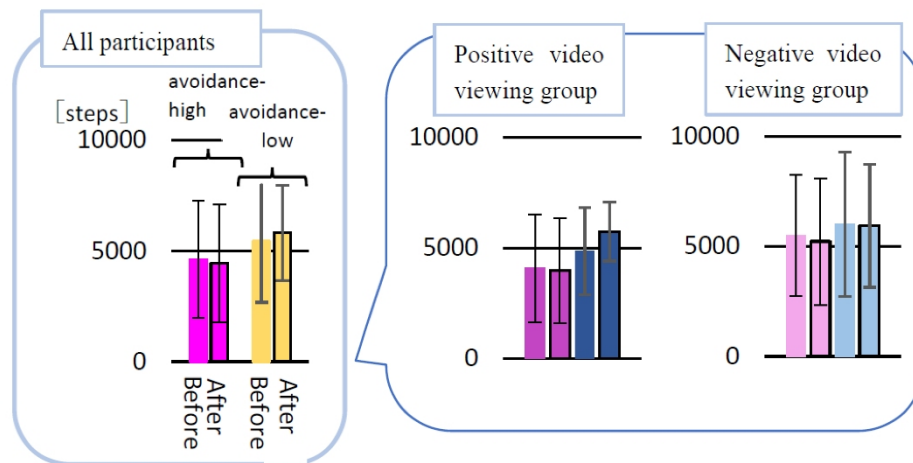 All participants
avoidance-
high
[steps]
avoidance-
low
10000
5000
0
Before
After
Before
After
Positive video
viewing group
10000
5000
0
Negative video
viewing group
10000
5000
0